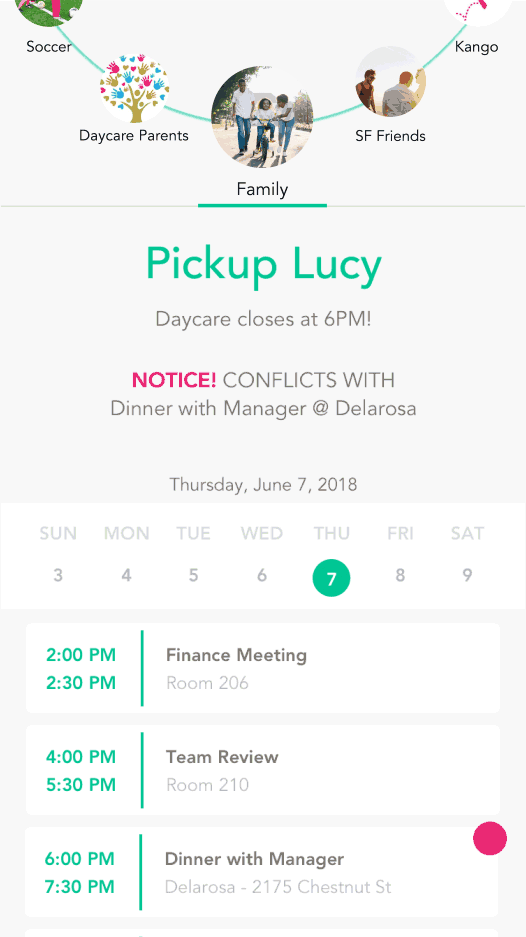 Soccer
Kango
Daycare Parents
SF Friends
Family
Pickup Lucy
Daycare closes at 6PM!
NOTICE! CONFLICTS WITH
Dinner with Manager @ Delarosa
Thursday, June 7, 2018
SUN MON TUE WED THU FRI SAT
3 4 5 6 7 8 9
2:00 PM Finance Meeting
2:30 PM Room 206
4:00 PM Team Review
5:30 PM Room 210
6:00 PM Dinner with Manager
7:30 PM Delarosa - 2175 Chestnut St